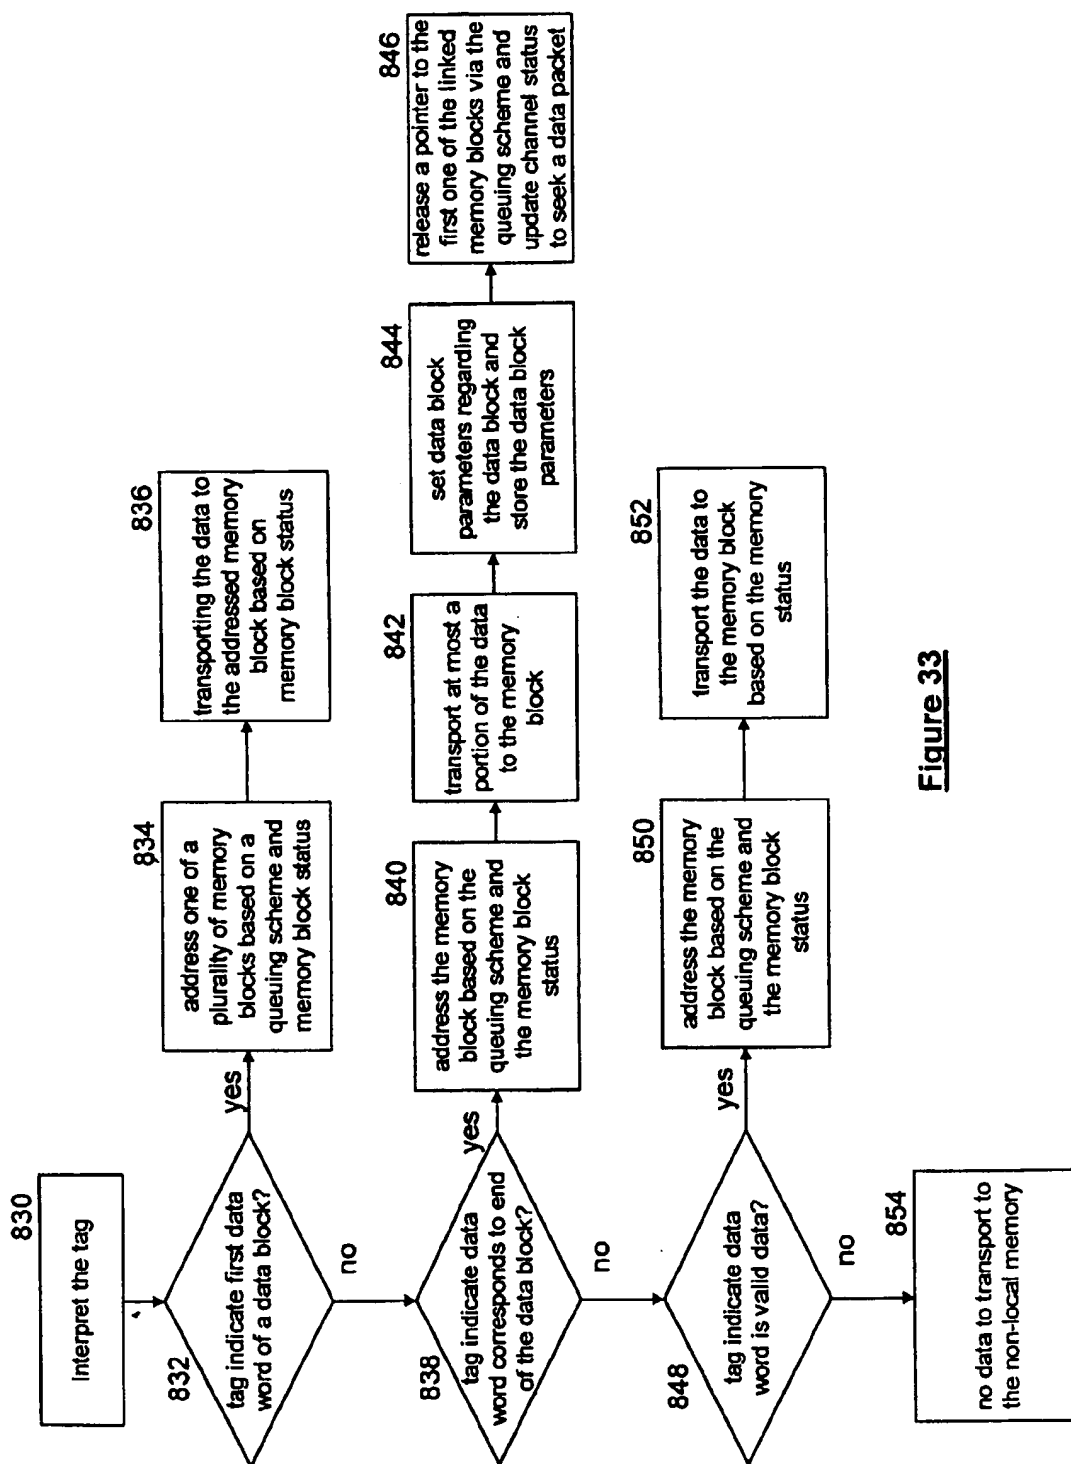 830
Interpret the tag
832
tag indicate first data
word of a data block?
yes
no
834
address one of a
plurality of memory
blocks based on a
queuing scheme and
memory block status
836
transporting the data to
the addressed memory
block based on
memory block status
838
tag indicate data
word corresponds to end
of the data block?
yes
no
840
address the memory
block based on the
queuing scheme and
the memory block
status
842
transport at most a
portion of the data
to the memory
block
844
set data block
parameters regarding
the data block and
store the data block
parameters
846
release a pointer to the
first one of the linked
memory blocks via the
queuing scheme and
update channel status
to seek a data packet
848
tag indicate data
word is valid data?
yes
no
850
address the memory
block based on the
queuing scheme and
the memory block
status
852
transport the data to
the memory block
based on the memory
status
854
no data to transport to
the non-local memory
Figure 33